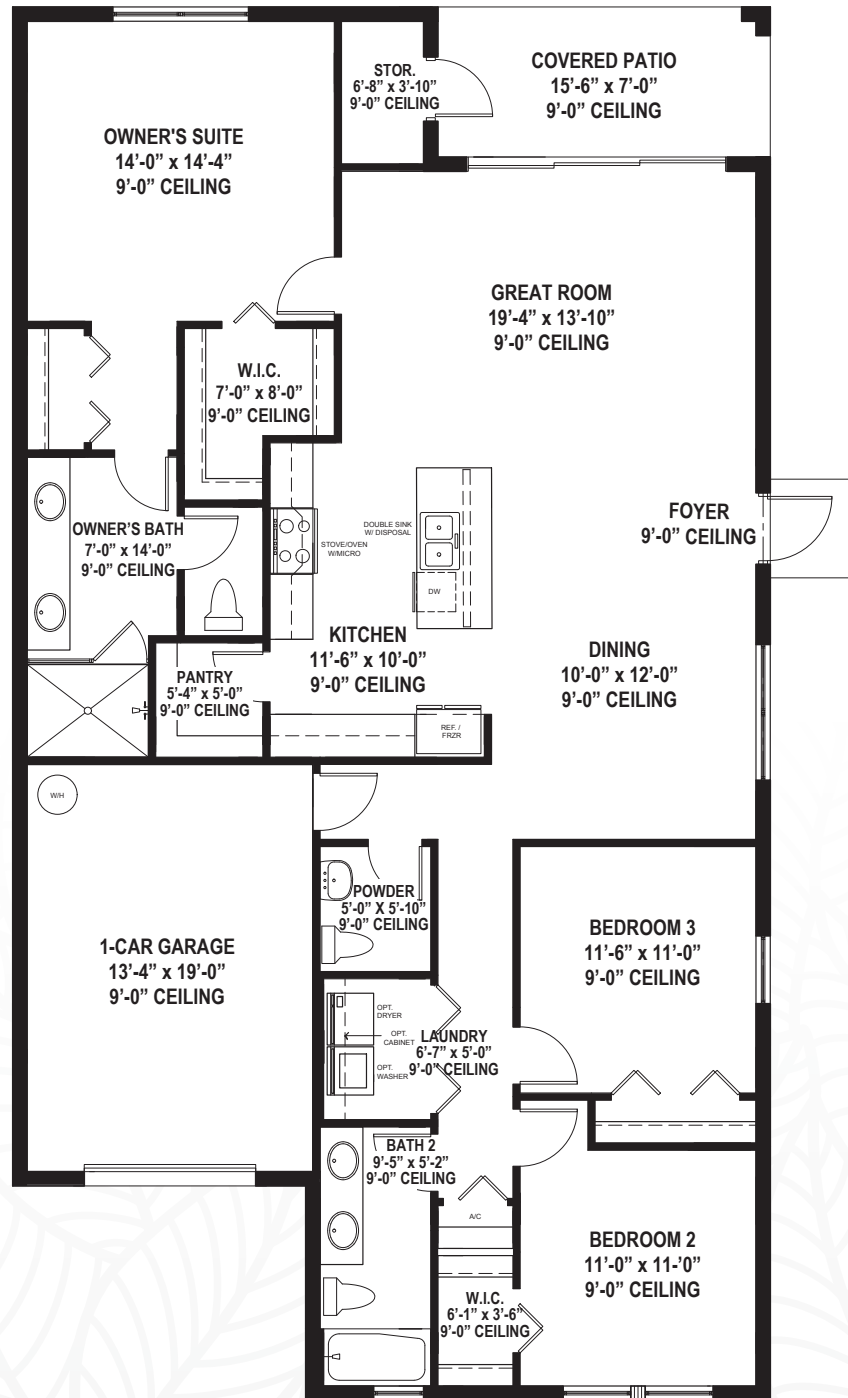 STOR.
6'-8” x 3'-10”
9'-0” CEILING
COVERED PATIO
15'-6” x 7'-0”
9'-0” CEILING
OWNER'S SUITE
14'-0” x 14'-4”
9'-0” CEILING
GREAT ROOM
19'-4” x 13'-10”
9'-0” CEILING
W.I.C.
7'-0” x 8'-0”
9'-0” CEILING
OWNER'S BATH
7'-0” x 14'-0”
9'-0” CEILING
STOVE/OVEN
W/MICRO
DOUBLE SINK
W/ DISPOSAL
DW
FOYER
9'-0” CEILING
KITCHEN
11'-6” x 10'-0”
9'-0” CEILING
DINING
10'-0” x 12'-0”
9'-0” CEILING
PANTRY
5'-4” x 5'-0”
9'-0” CEILING
REF. /
FRZR
W/H
1-CAR GARAGE
13'-4” x 19'-0”
9'-0” CEILING
POWDER
5'-0” X 5'-10”
9'-0” CEILING
BEDROOM 3
11'-6” x 11'-0”
9'-0” CEILING
OPT.
DRYER
OPT.
CABINET
OPT.
WASHER
LAUNDRY
6'-7” x 5'-0”
9'-0” CEILING
BATH 2
9'-5” x 5'-2”
9'-0” CEILING
A/C
BEDROOM 2
11'-0” x 11-'0”
9'-0” CEILING
W.I.C.
6'-1” x 3'-6”
9'-0” CEILING